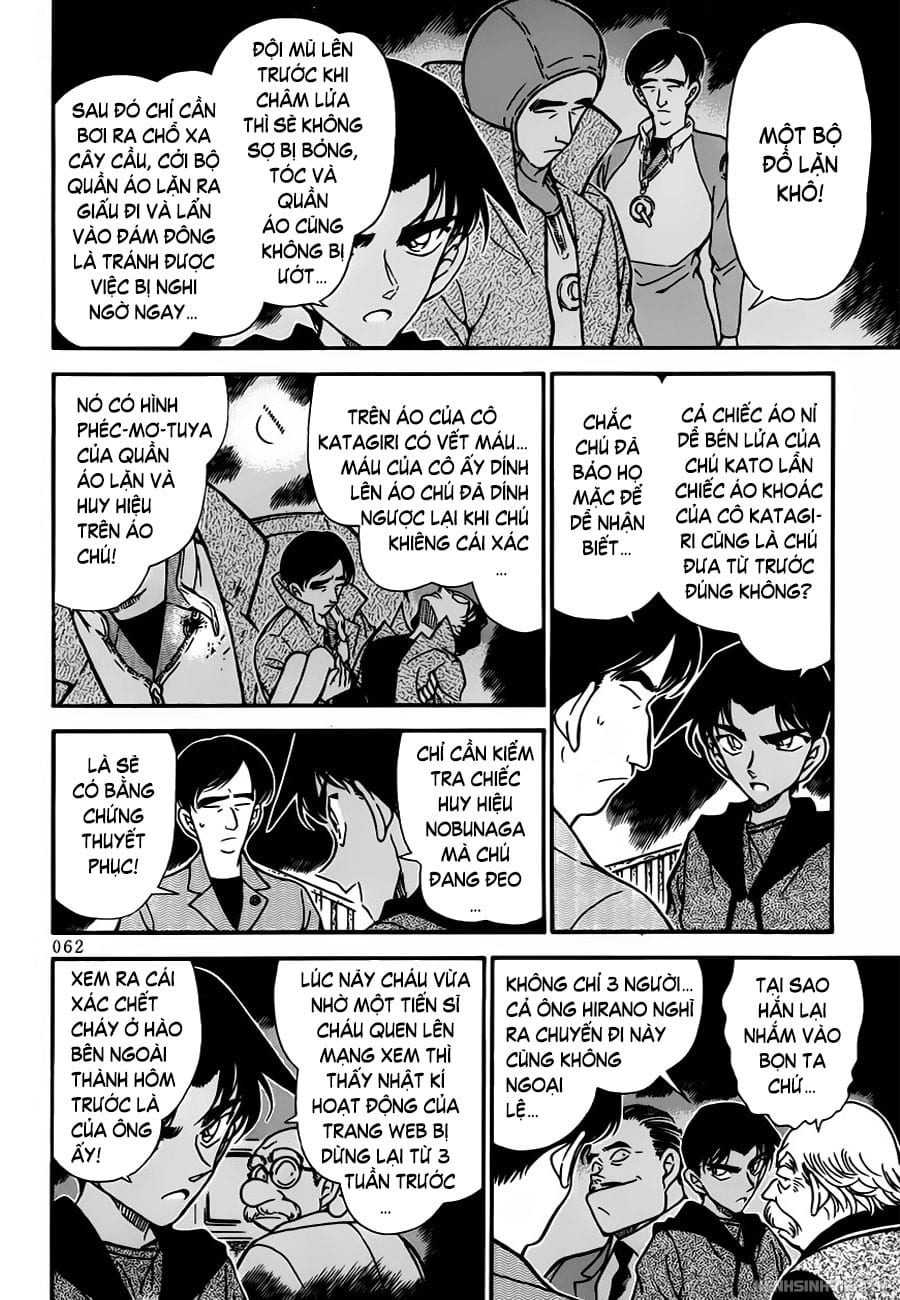 MỘT BỘ
ĐỒ LẶN
KHÔ!
ĐỘI MŨ LÊN
TRƯỚC KHI
CHÂM LỬA
THÌ SẼ KHÔNG
SỢ BỊ BỎNG,
TÓC VÀ
QUẦN
ÁO CŨNG
KHÔNG BỊ
ƯỚT...
SAU ĐÓ CHỈ CẦN
BƠI RA CHỖ XA
CÂY CẦU, CỞI BỘ
QUẦN ÁO LẶN RA
GIẤU ĐI VÀ LẨN
VÀO ĐÁM ĐÔNG
LÀ TRÁNH ĐƯỢC
VIỆC BỊ NGHI
NGỜ NGAY...
CẢ CHIẾC ÁO NỈ
DỄ BÉN LỬA CỦA
CHÚ KATO LẪN
CHIẾC ÁO KHOÁC
CỦA CÔ KATAGI-
RI CŨNG LÀ CHÚ
ĐƯA TỪ TRƯỚC
ĐÚNG KHÔNG?
CHẮC
CHÚ ĐÃ
BẢO HỌ
MẶC ĐỂ
DỄ NHẬN
BIẾT...
TRÊN ÁO CỦA CÔ
KATAGIRI CÓ VẾT MÁU...
MÁU CỦA CÔ ẤY DÍNH
LÊN ÁO CHÚ ĐÃ DÍNH
NGƯỢC LẠI KHI CHÚ
KHIÊNG CÁI XÁC
...
NÓ CÓ HÌNH
PHÉC-MƠ-TUYA
CỦA QUẦN
ÁO LẶN VÀ
HUY HIỆU
TRÊN ÁO
CHÚ!
CHỈ CẦN KIỂM
TRA CHIẾC
HUY HIỆU
NOBUNAGA
MÀ CHÚ
ĐANG ĐEO
...
LÀ SẼ
CÓ BẰNG
CHỨNG
THUYẾT
PHỤC!
062
TẠI SAO
HẮN LẠI
NHẮM VÀO
BỌN TA
CHỨ...
KHÔNG CHỈ 3 NGƯỜI...
CẢ ÔNG HIRANO NGHĨ
RA CHUYẾN ĐI NÀY
CŨNG KHÔNG
NGOẠI
LỆ...
LÚC NÀY CHÁU VỪA
NHỜ MỘT TIẾN SĨ
CHÁU QUEN LÊN
MẠNG XEM THÌ
THẤY NHẬT KÍ
HOẠT ĐỘNG CỦA
TRANG WEB BỊ
DỪNG LẠI TỪ 3
TUẦN TRƯỚC
...
XEM RA CÁI
XÁC CHẾT
CHÁY Ở HÀO
BÊN NGOÀI
THÀNH HÔM
TRƯỚC LÀ
CỦA ÔNG
ẤY!